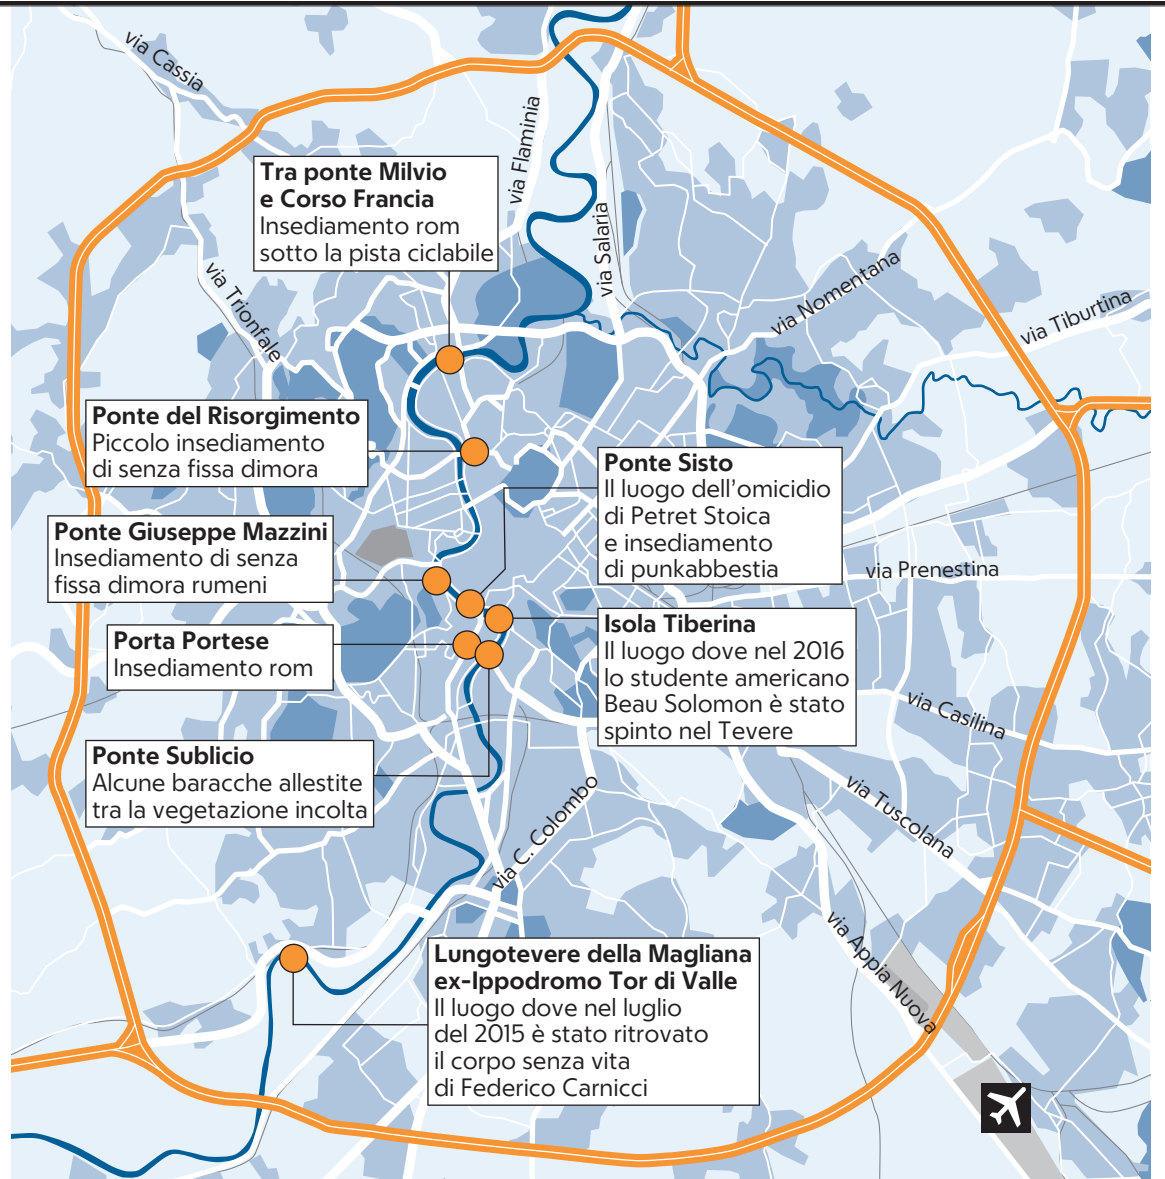 via Cassia
via Flaminia
Tra ponte Milvio
e Corso Francia
Insediamento rom
sotto la pista ciclabile
via Salaria
via Trionfale
via Nomentana
via Tiburtina
Ponte del Risorgimento
Piccolo insediamento
di senza fissa dimora
Ponte Sisto
Il luogo dell'omicidio
di Petret Stoica
e insediamento
di punkabbestia
Ponte Giuseppe Mazzini
Insediamento di senza
fissa dimora rumeni
via Prenestina
Porta Portese
Insediamento rom
Isola Tiberina
Il luogo dove nel 2016
lo studente americano
Beau Solomon è stato
spinto nel Tevere
via Casilina
Ponte Sublicio
Alcune baracche allestite
tra la vegetazione incolta
via C. Colombo
via Tuscolana
via Appia Nuova
Lungotevere della Magliana
ex-Ippodromo Tor di Valle
Il luogo dove nel luglio
del 2015 è stato ritrovato
il corpo senza vita
di Federico Carnicci